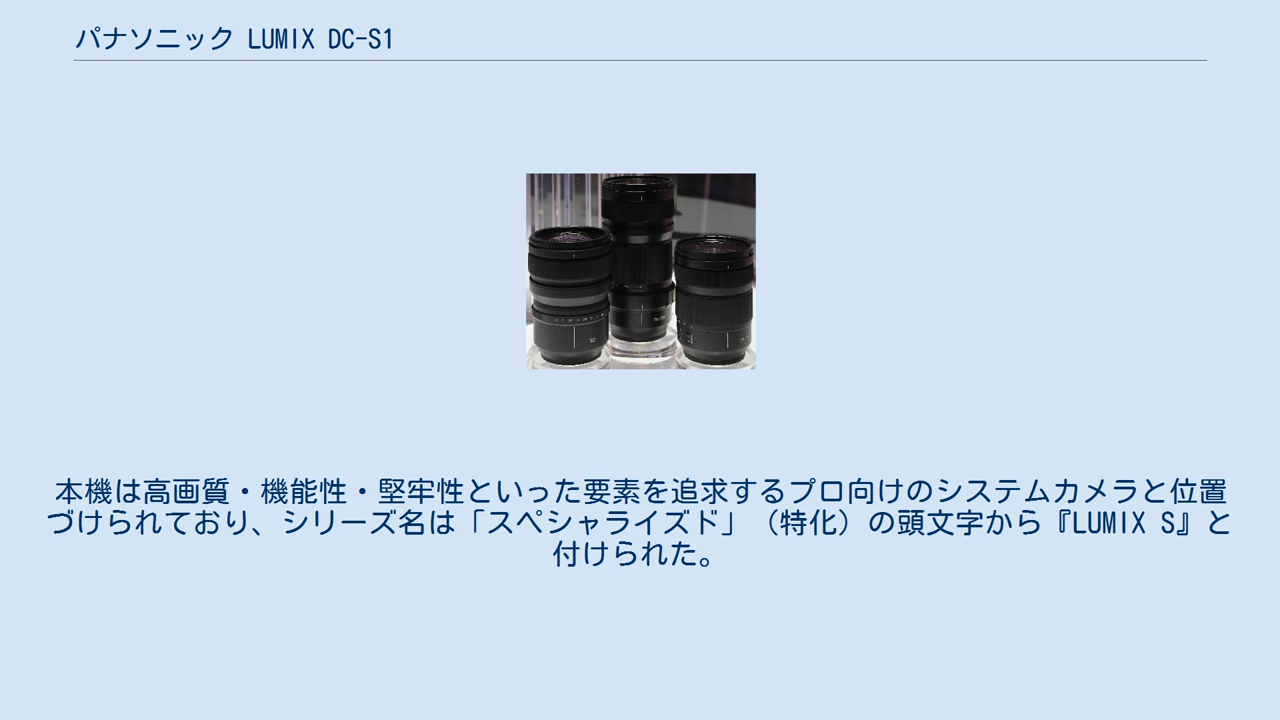 パナソニック LUMIX DC-S1
本機は高画質・機能性・堅牢性といった要素を追求するプロ向けのシステムカメラと位置
づけられており、シリーズ名は「スペシャライズド」（特化）の頭文字から『LUMIX S』と
付けられた。